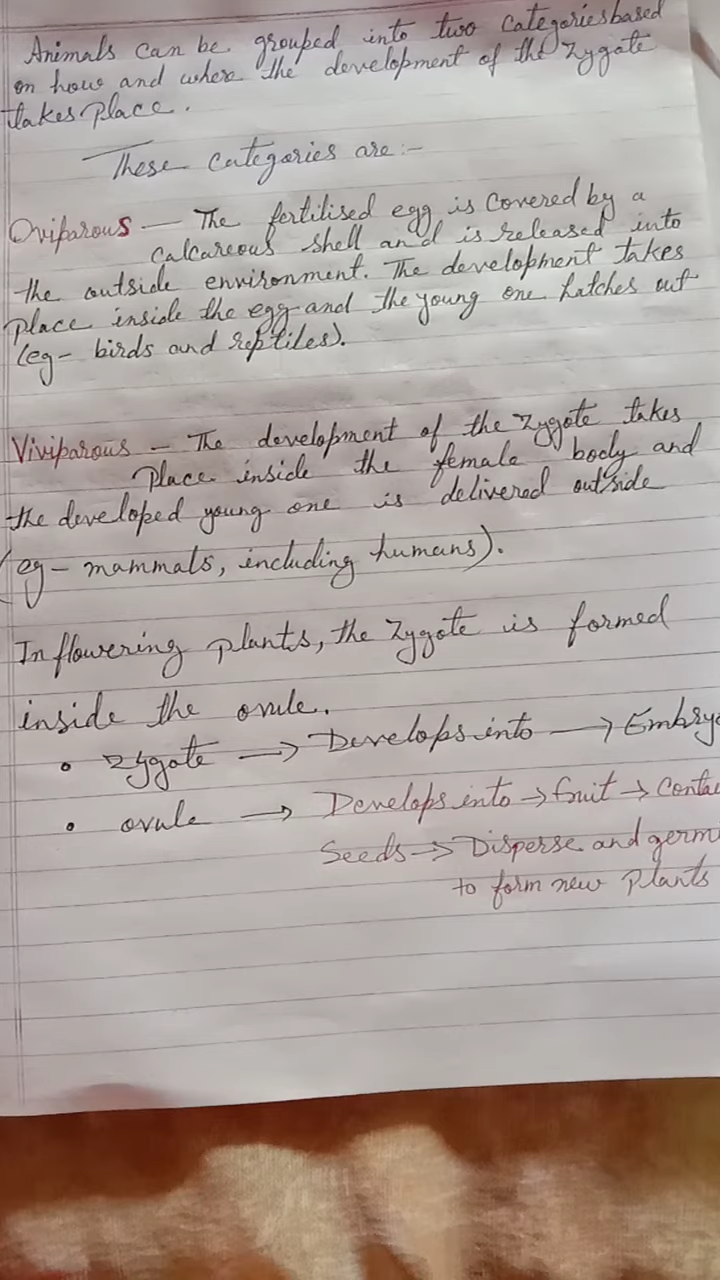 Animals can be grouped into two categories based
on how and where the development of the Zygate
takes place.
These categories are :-
Oviparous — The fertilised egg is covered by a
calcareous shell and is released into
the outside environment. The development takes
place inside the egg and the young one hatches out
(eg - birds and reptiles).
Viviparous - The development of the zygote takes
place inside the female body and
the developed young one is delivered outside
(eg - mammals, including humans).
In flowering plants, the Zygote is formed
inside the ovule.
• Zygote → Develops into → Embryo
• ovule → Develops into → fruit → Conta
Seeds → Disperse and germ
to form new plants